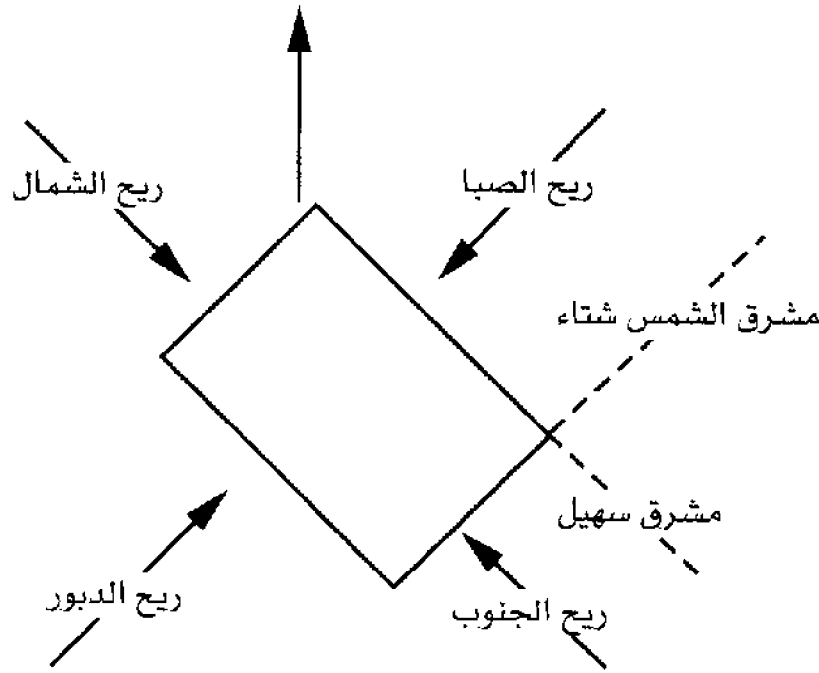 ريح الصبا
ريح الشمال
مشرق الشمس شتاء
مشرق سهيل
ريح الدبور
ريح الجنوب